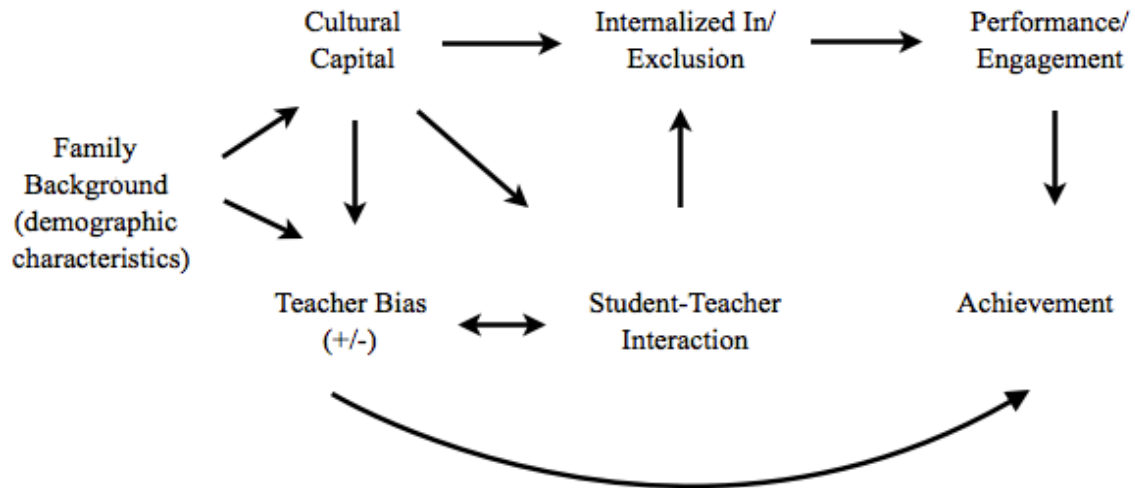 Cultural
Capital
Internalized In/
Exclusion
Performance/
Engagement
Family
Background
(demographic
characteristics)
Teacher Bias
(+/-)
Student-Teacher
Interaction
Achievement